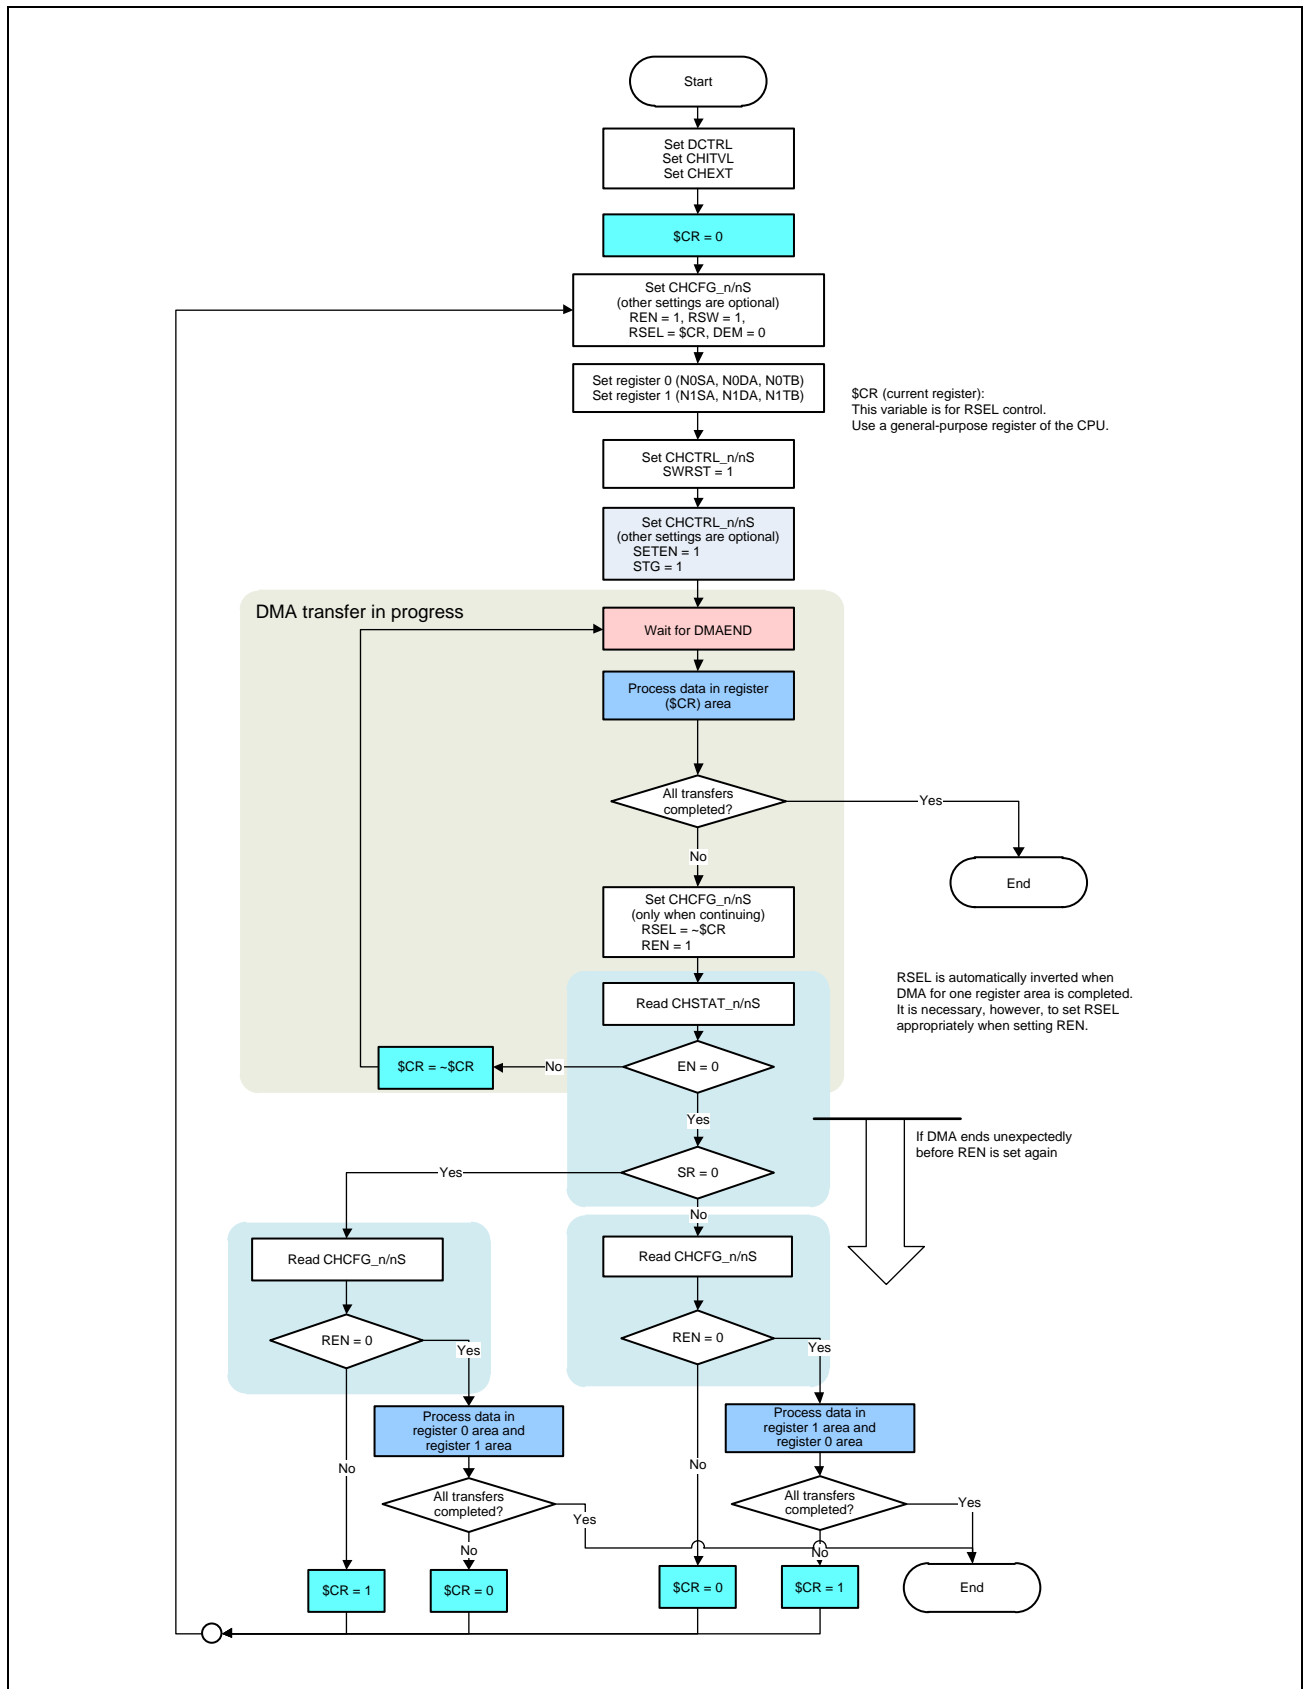 Start
Set DCTRL
Set CHITVL
Set CHEXT
$CR = 0
Set CHCFG_n/nS
(other settings are optional)
REN = 1, RSW = 1,
RSEL = $CR, DEM = 0
Set register 0 (N0SA, N0DA, N0TB)
Set register 1 (N1SA, N1DA, N1TB)
$CR (current register):
This variable is for RSEL control.
Use a general-purpose register of the CPU.
Set CHCTRL_n/nS
SWRST = 1
Set CHCTRL_n/nS
(other settings are optional)
SETEN = 1
STG = 1
DMA transfer in progress
Wait for DMAEND
Process data in register
($CR) area
All transfers
completed?
Yes
No
End
Set CHCFG_n/nS
(only when continuing)
RSEL = ~$CR
REN = 1
RSEL is automatically inverted when
DMA for one register area is completed.
It is necessary, however, to set RSEL
appropriately when setting REN.
Read CHSTAT_n/nS
EN = 0
No
$CR = ~$CR
Yes
If DMA ends unexpectedly
before REN is set again
SR = 0
Yes
No
Read CHCFG_n/nS
Read CHCFG_n/nS
REN = 0
Yes
REN = 0
Yes
Process data in
register 0 area and
register 1 area
Process data in
register 1 area and
register 0 area
No
No
All transfers
completed?
Yes
All transfers
completed?
Yes
No
No
$CR = 1
$CR = 0
$CR = 0
$CR = 1
End